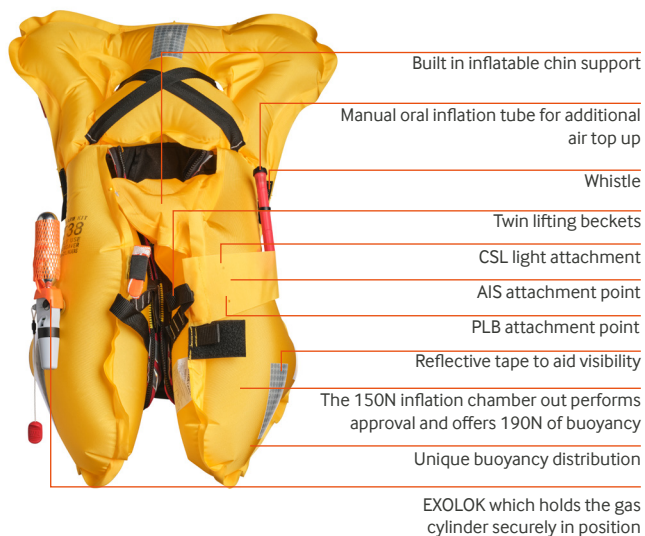 Built in inflatable chin support
Manual oral inflation tube for additional
air top up
Whistle
Twin lifting beckets
CSL light attachment
AIS attachment point
PLB attachment point
Reflective tape to aid visibility
The 150N inflation chamber out performs
approval and offers 190N of buoyancy
Unique buoyancy distribution
EXOLOK which holds the gas
cylinder securely in position
38